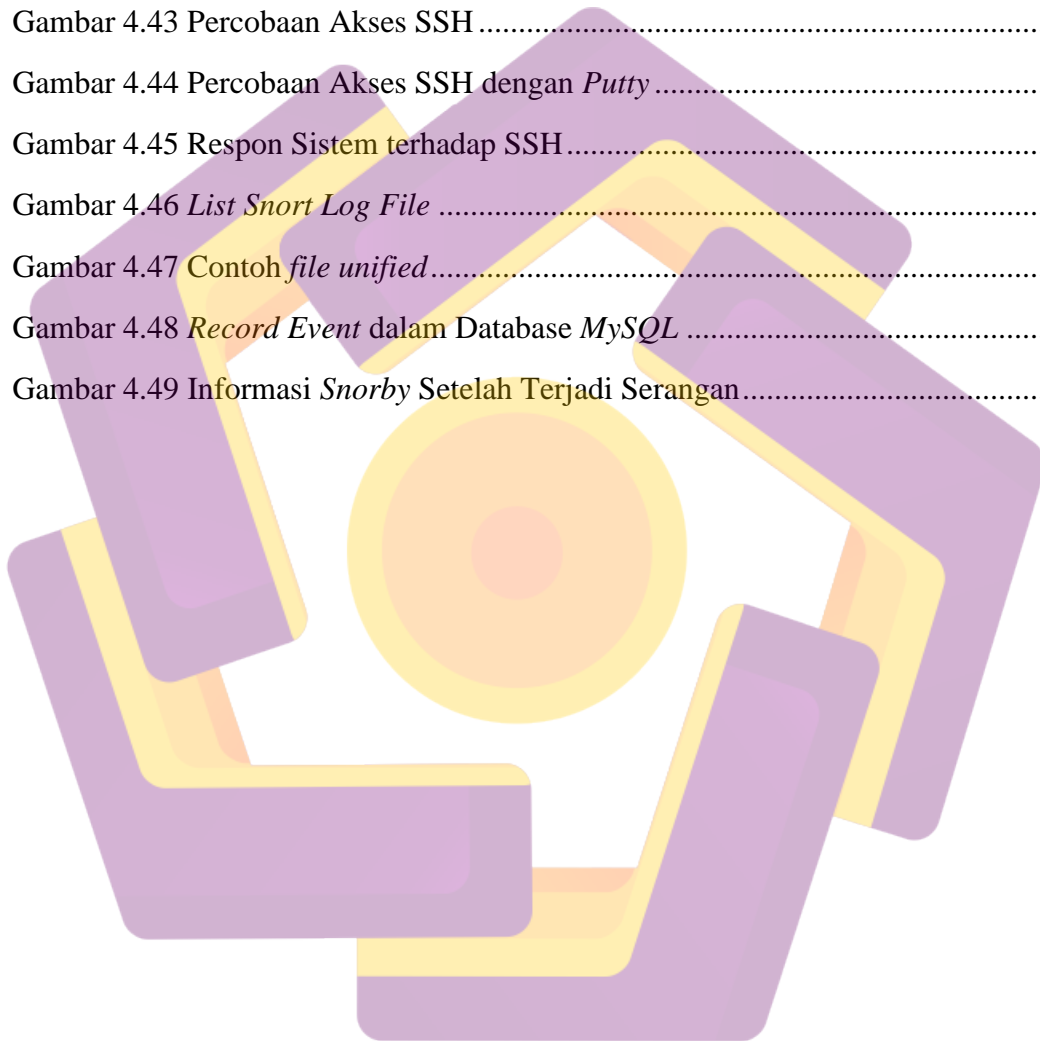 Gambar 4.43 Percobaan Akses SSH ................................................................
Gambar 4.44 Percobaan Akses SSH dengan Putty ............................................
Gambar 4.45 Respon Sistem terhadap SSH ......................................................
Gambar 4.46 List Snort Log File ......................................................................
Gambar 4.47 Contoh file unified .......................................................................
Gambar 4.48 Record Event dalam Database MySQL ........................................
Gambar 4.49 Informasi Snorby Setelah Terjadi Serangan ..................................